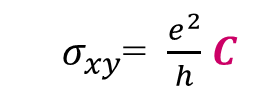 σxy = e²/h C